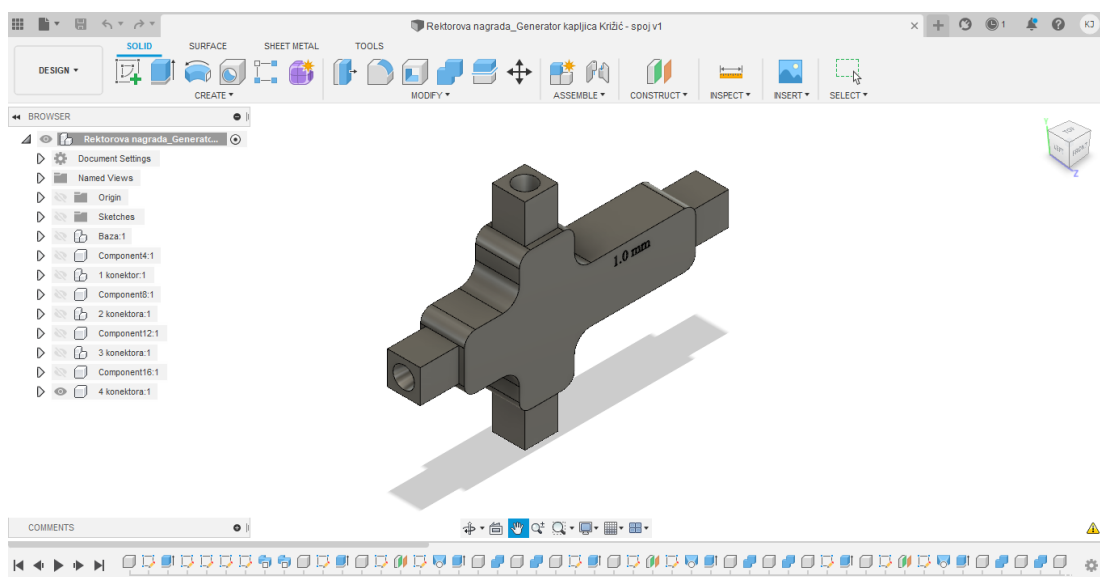 Rektorova nagrada_Generator kapljica Križić - spoj v1
1
KJ
SOLID SURFACE SHEET METAL TOOLS
DESIGN
CREATE MODIFY ASSEMBLE CONSTRUCT INSPECT INSERT SELECT
BROWSER
Rektorova nagrada_Generatc...
Document Settings
Named Views
Origin
Sketches
Baza:1
Component4:1
1 konektor:1
Component8:1
2 konektora:1
Component12:1
3 konektora:1
Component16:1
4 konektora:1
1.0 mm
Y
TOP
Z
COMMENTS